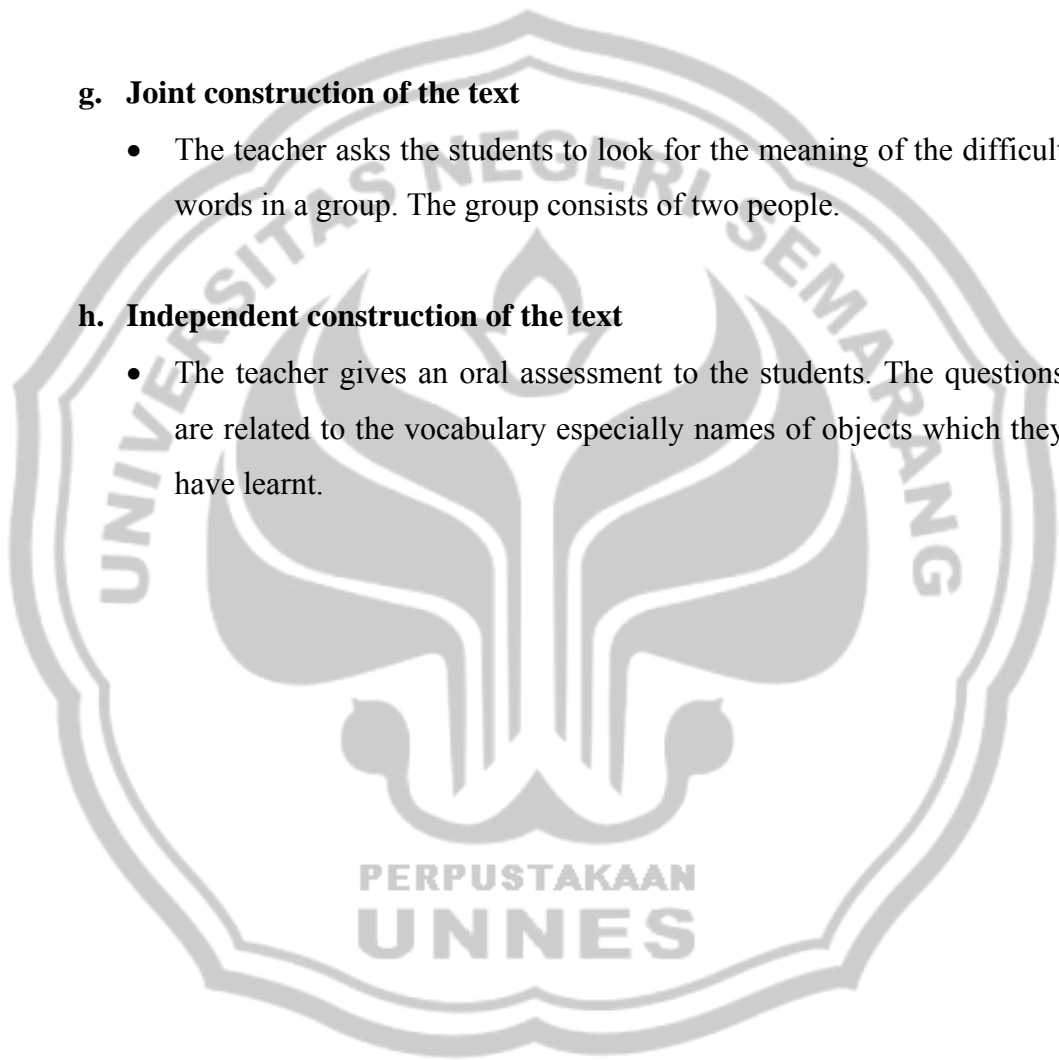 g. Joint construction of the text
• The teacher asks the students to look for the meaning of the difficult
words in a group. The group consists of two people.
h. Independent construction of the text
• The teacher gives an oral assessment to the students. The questions
are related to the vocabulary especially names of objects which they
have learnt.
UNIVERSITAS NEGERI SEMARANG
PERPUSTAKAAN
UNNES